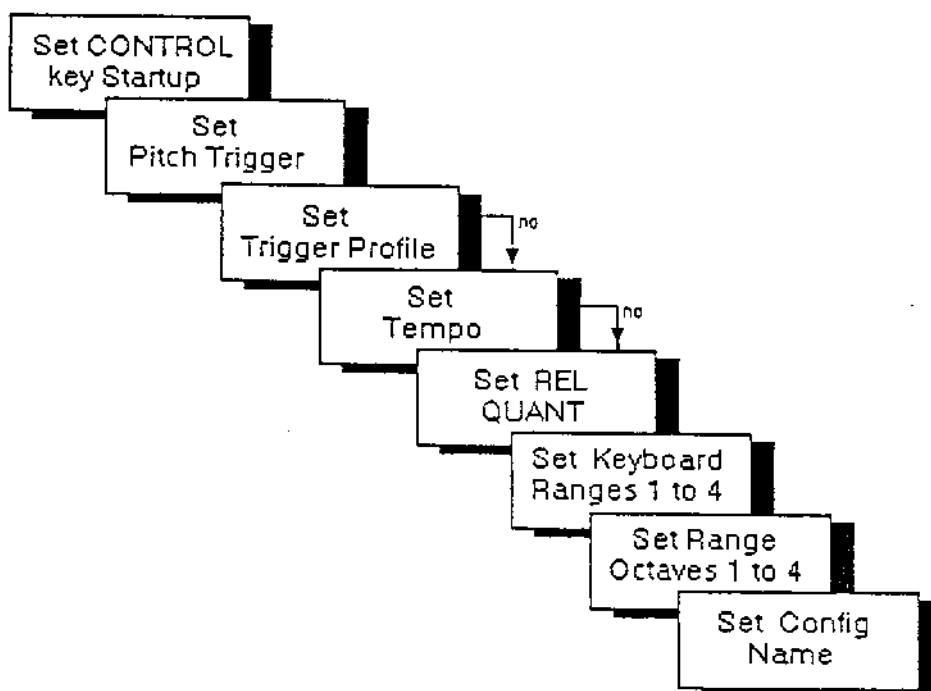 Set CONTROL
key Startup
Set
Pitch Trigger
Set
Trigger Profile
no
Set
Tempo
no
Set REL
QUANT
Set Keyboard
Ranges 1 to 4
Set Range
Octaves 1 to 4
Set Config
Name